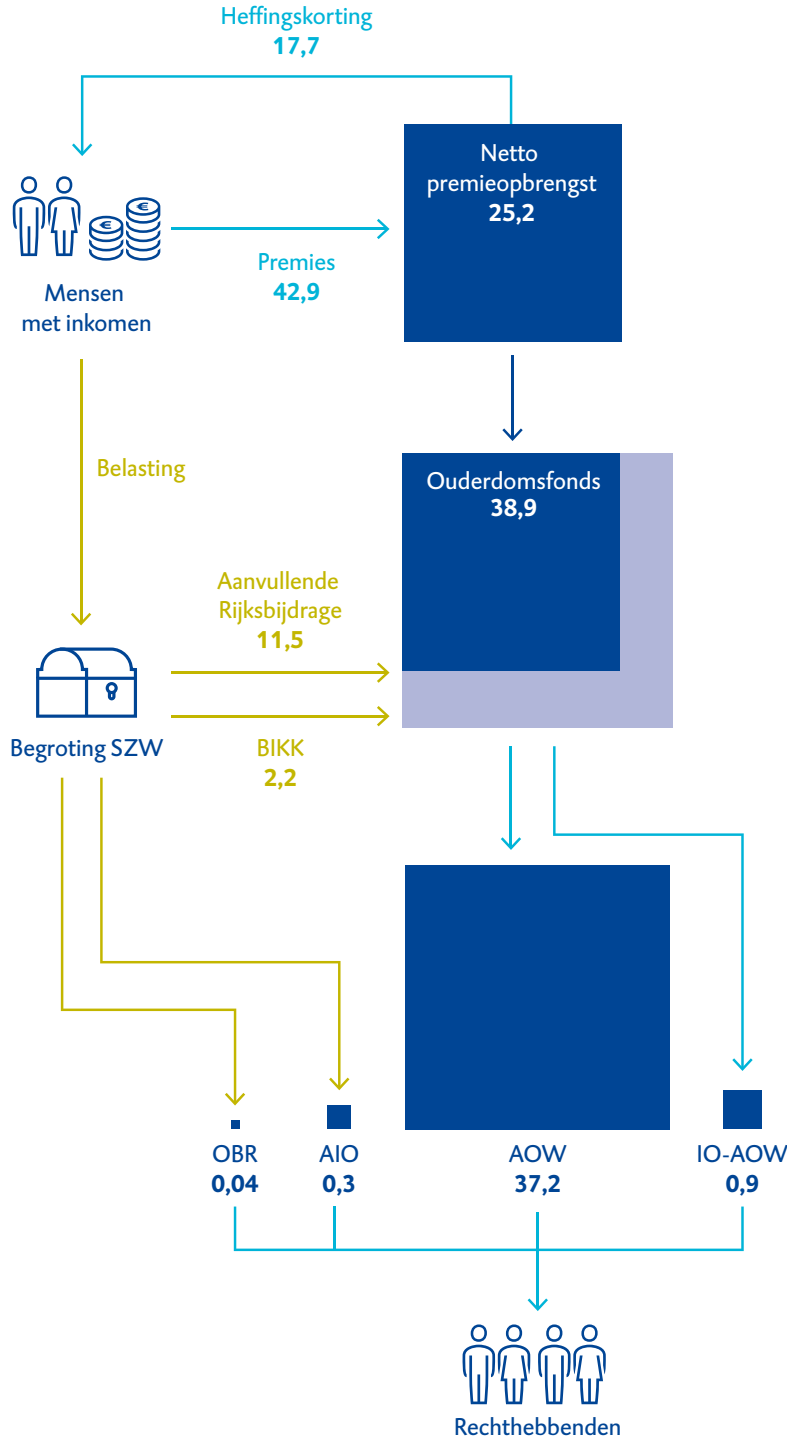 Heffingskorting
17,7
Netto
premieopbrengst
25,2
€
€
Premies
42,9
Mensen
met inkomen
Belasting
Ouderdomsfonds
38,9
Aanvullende
Rijksbijdrage
11,5
Begroting SZW
BIKK
2,2
OBR
0,04
AIO
0,3
AOW
37,2
IO-AOW
0,9
Rechthebbenden